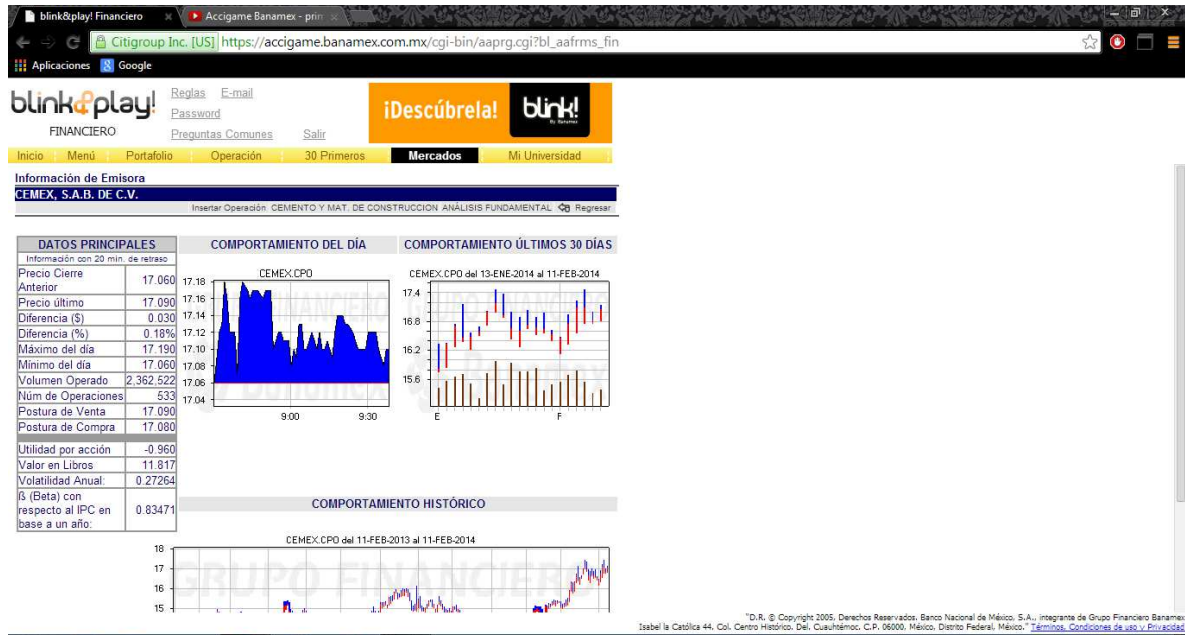 blink&play! Financiero
Accigame Banamex - prin
Citigroup Inc. [US] https://accigame.banamex.com.mx/cgi-bin/aaprg.cgi?bl_aafrms_fin
Aplicaciones Google
blink&play!
FINANCIERO
Reglas E-mail
Password
Preguntas Comunes Salir
¡Descúbrela! blink!
By Banamex
Inicio Menú Portafolio Operación 30 Primeros Mercados Mi Universidad
Información de Emisora
CEMEX, S.A.B. DE C.V.
Insertar Operación CEMENTO Y MAT. DE CONSTRUCCION ANÁLISIS FUNDAMENTAL Regresar
DATOS PRINCIPALES
Información con 20 min. de retraso
Precio Cierre Anterior 17.060
Precio último 17.090
Diferencia ($) 0.030
Diferencia (%) 0.18%
Máximo del día 17.190
Mínimo del día 17.060
Volumen Operado 2,362,522
Núm de Operaciones 533
Postura de Venta 17.090
Postura de Compra 17.080
Utilidad por acción -0.960
Valor en Libros 11.817
Volatilidad Anual: 0.27264
ß (Beta) con respecto al IPC en base a un año: 0.83471
COMPORTAMIENTO DEL DÍA
CEMEX.CPO
17.18
17.16
17.14
17.12
17.10
17.08
17.06
17.04
9:00 9:30
COMPORTAMIENTO ÚLTIMOS 30 DÍAS
CEMEX.CPO del 13-ENE-2014 al 11-FEB-2014
17.4
16.8
16.2
15.6
E F
COMPORTAMIENTO HISTÓRICO
CEMEX.CPO del 11-FEB-2013 al 11-FEB-2014
18
17
16
15
GRUPO FINANCIERO
"D.R. © Copyright 2005, Derechos Reservados. Banco Nacional de México, S.A., integrante de Grupo Financiero Banamex
Isabel la Católica 44. Col. Centro Histórico. Del. Cuauhtémoc. C.P. 06000, México, Distrito Federal, México." Términos, Condiciones de uso y Privacidad